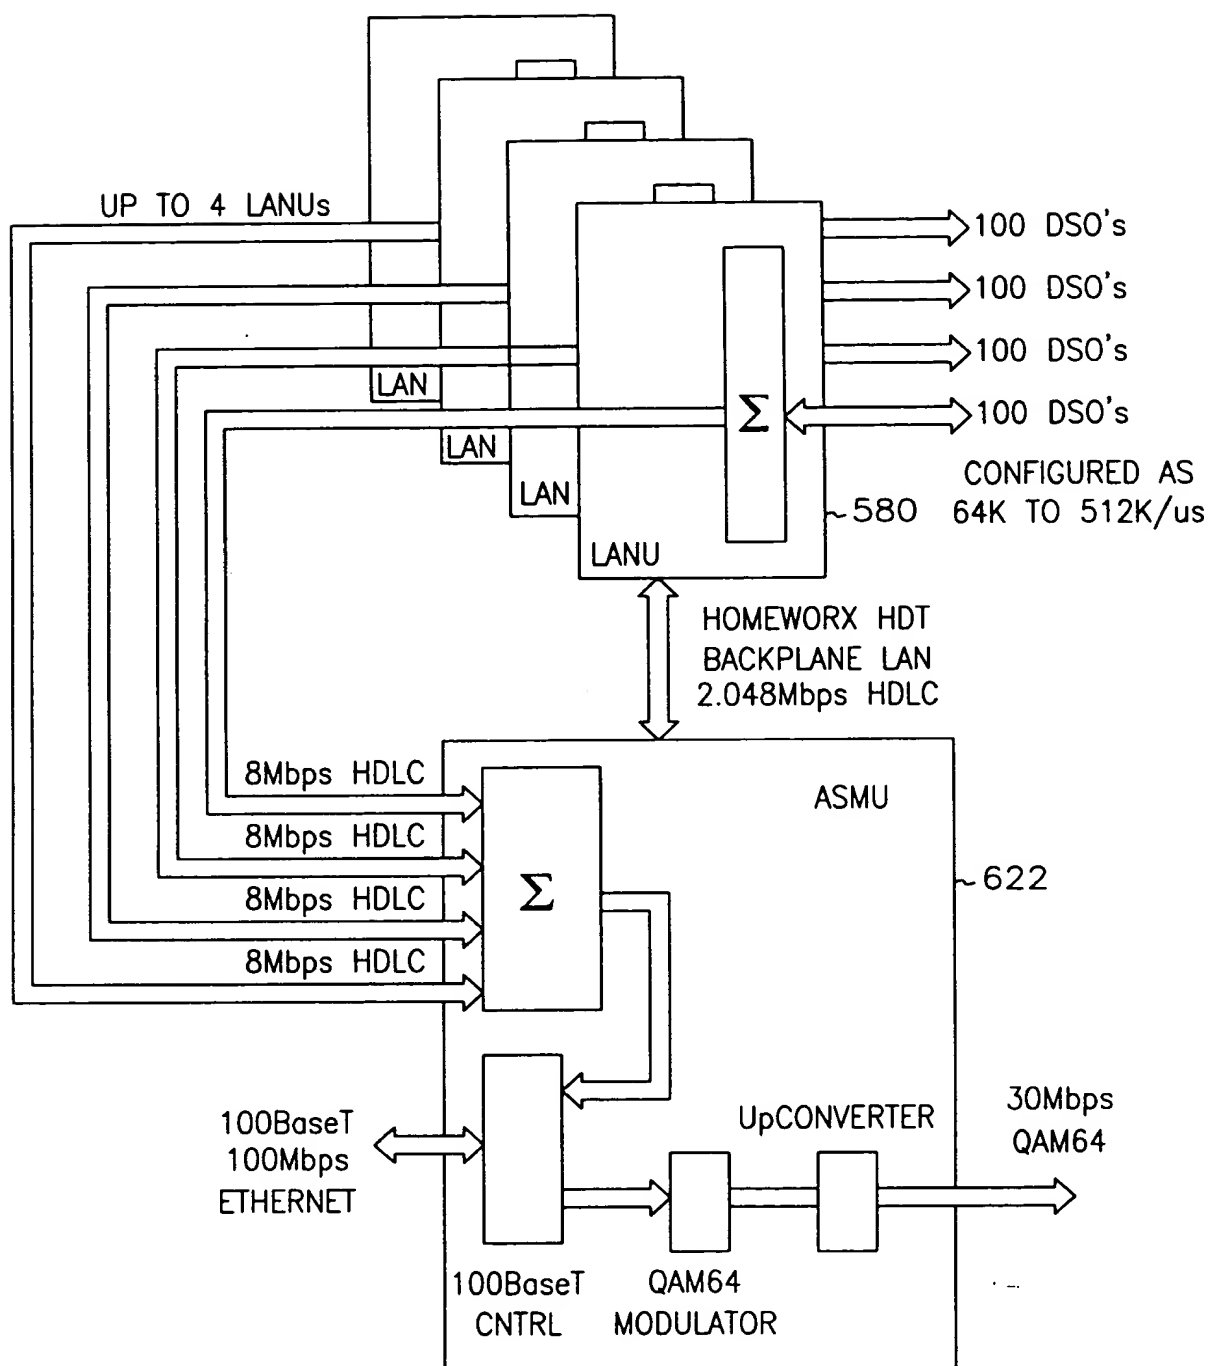 UP TO 4 LANUs
100 DSO's
100 DSO's
100 DSO's
100 DSO's
CONFIGURED AS
64K TO 512K/us
LAN
LAN
LAN
LANU
Σ
580
HOMEWORX HDT
BACKPLANE LAN
2.048Mbps HDLC
8Mbps HDLC
8Mbps HDLC
8Mbps HDLC
8Mbps HDLC
Σ
ASMU
622
100BaseT
100Mbps
ETHERNET
UpCONVERTER
30Mbps
QAM64
100BaseT
CNTRL
QAM64
MODULATOR